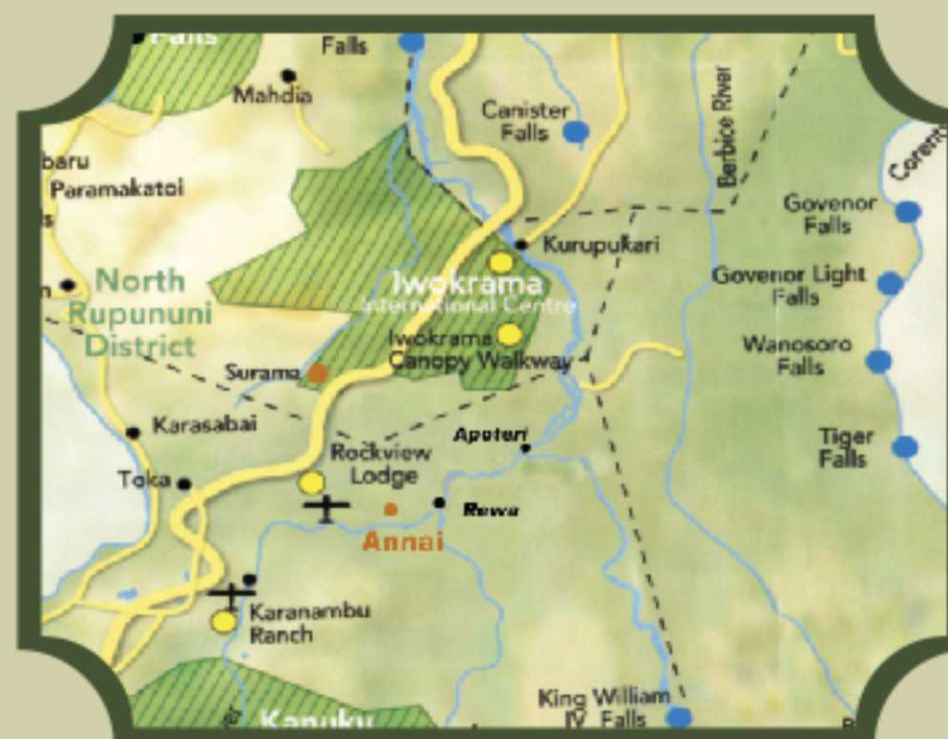 Falls
Falls
Mahdia
Canister
Falls
Berbice River
baru
Paramakatoi
Govenor
Falls
Kurupukari
North
Rupununi
District
Iwokrama
International Centre
Govenor Light
Falls
Iwokrama
Canopy Walkway
Wanosoro
Falls
Surama
Karasabai
Apoteri
Rockview
Lodge
Tiger
Falls
Toka
Rewa
Annai
Karanambu
Ranch
King William
IV Falls
Kanuku